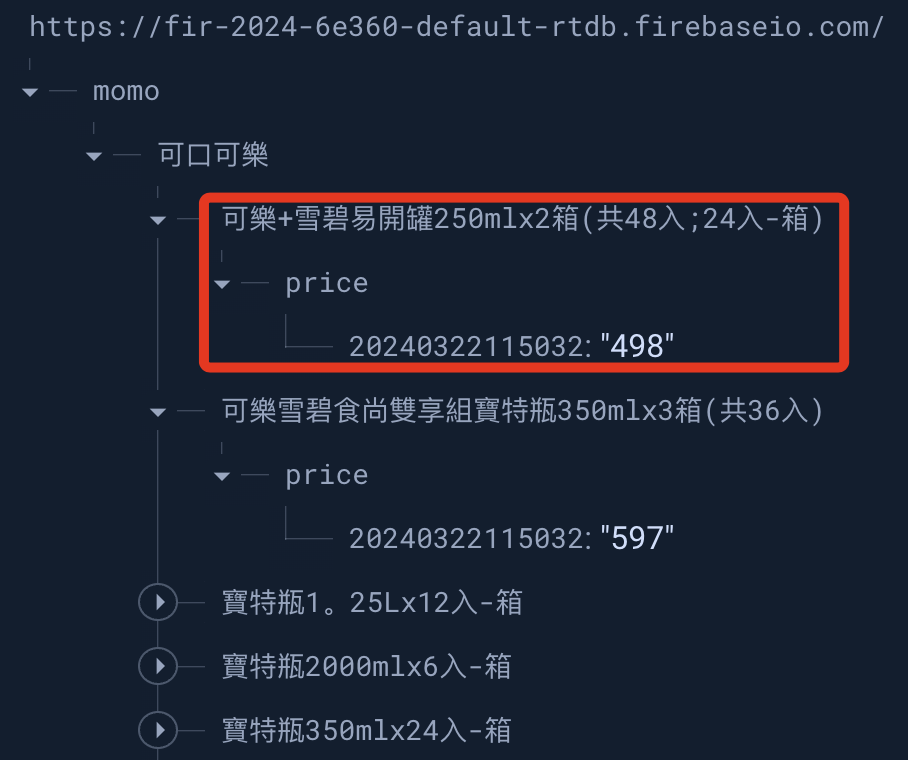 https://fir-2024-6e360-default-rtdb.firebaseio.com/
momo
可口可樂
可樂+雪碧易開罐250mlx2箱(共48入;24入-箱)
price
20240322115032: "498"
可樂雪碧食尚雙享組寶特瓶350mlx3箱(共36入)
price
20240322115032: "597"
寶特瓶1。25Lx12入-箱
寶特瓶2000mlx6入-箱
寶特瓶350mlx24入-箱